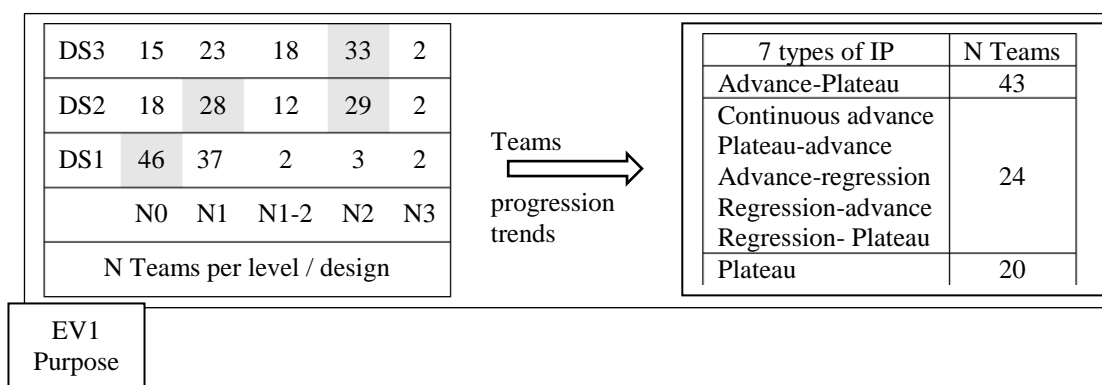 DS3 15 23 18 33 2
DS2 18 28 12 29 2
DS1 46 37 2 3 2
N0 N1 N1-2 N2 N3
N Teams per level / design
Teams
progression
trends
7 types of IP N Teams
Advance-Plateau 43
Continuous advance
Plateau-advance
Advance-regression 24
Regression-advance
Regression- Plateau
Plateau 20
EV1
Purpose